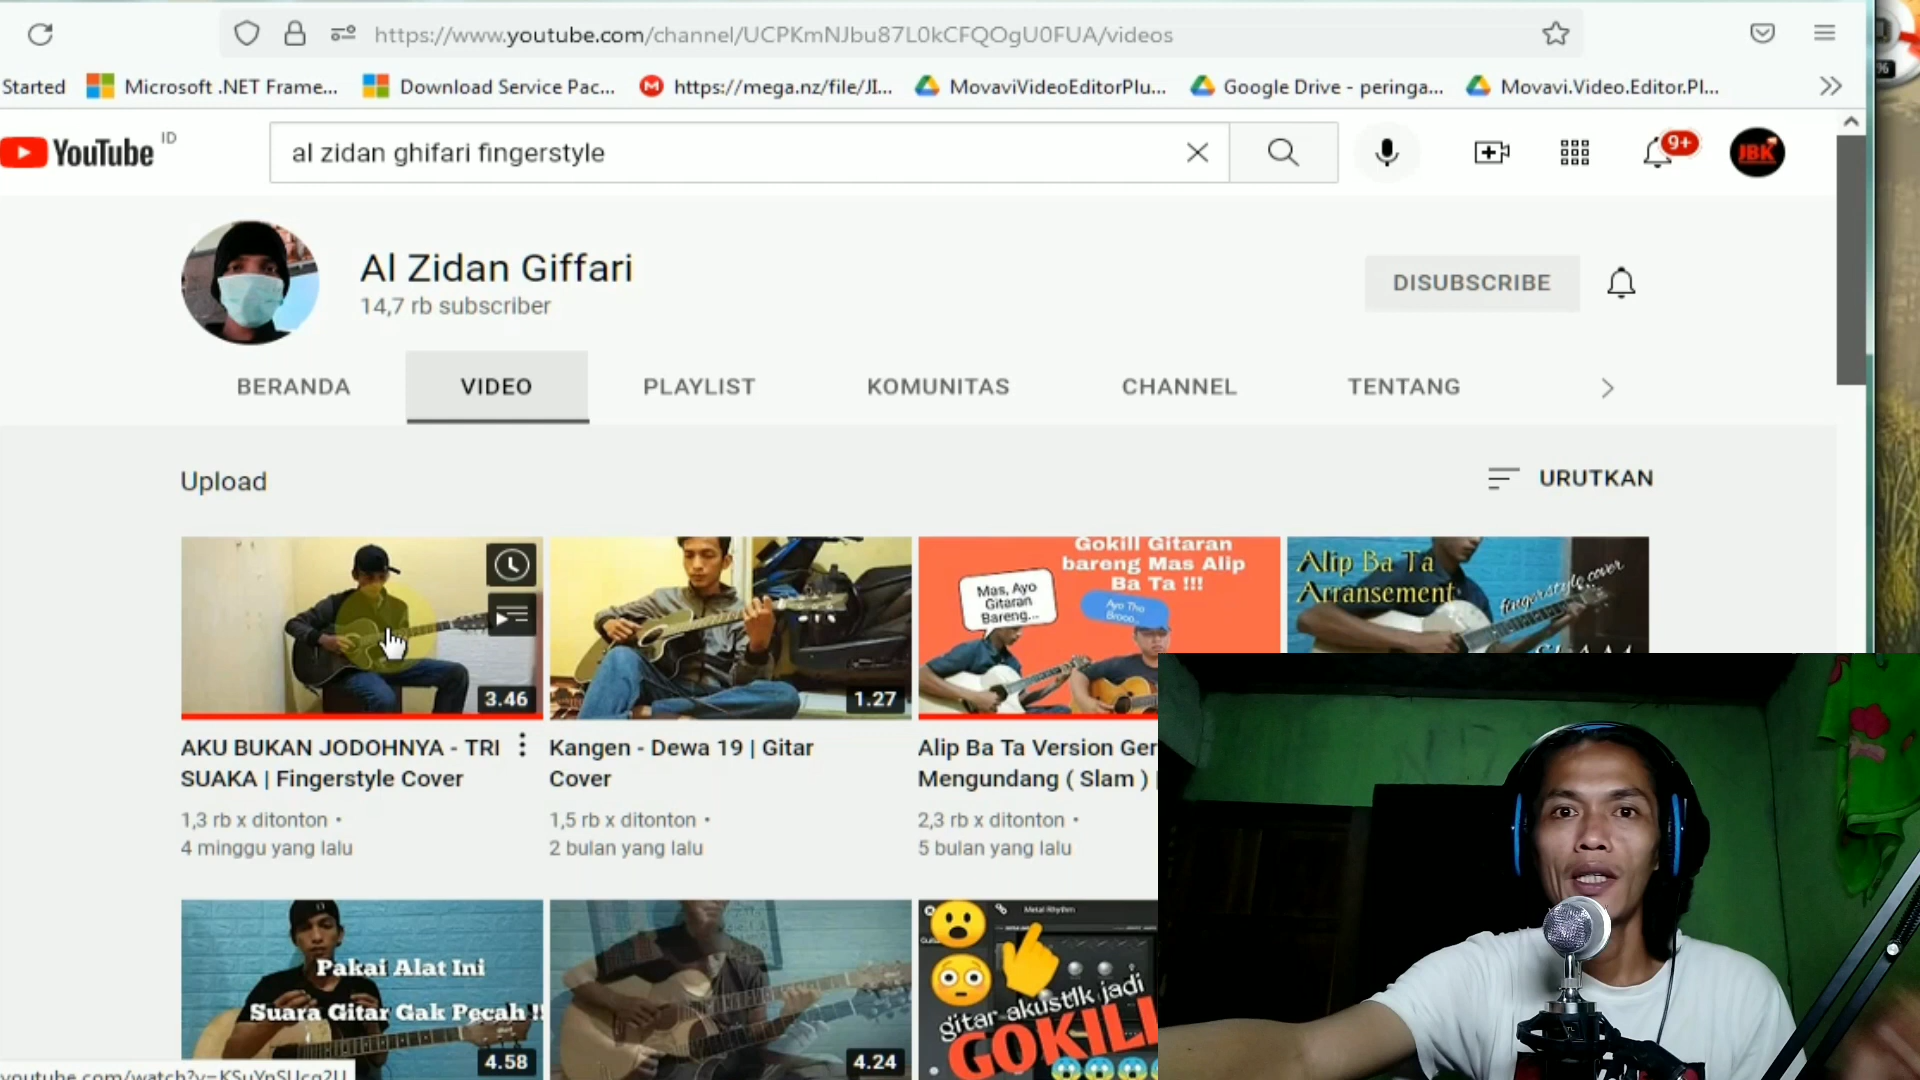 https://www.youtube.com/channel/UCPKmNJbu87L0kCFQOgU0FUA/videos
Started
Microsoft .NET Frame...
Download Service Pac...
https://mega.nz/file/JI...
MovaviVideoEditorPlu...
Google Drive - peringa...
Movavi.Video.Editor.Pl...
%
YouTube ID
al zidan ghifari fingerstyle
9+
JBK
Al Zidan Giffari
14,7 rb subscriber
DISUBSCRIBE
BERANDA
VIDEO
PLAYLIST
KOMUNITAS
CHANNEL
TENTANG
Upload
URUTKAN
3.46
1.27
Gokill Gitaran
bareng Mas Alip
Ba Ta !!!
Mas, Ayo
Gitaran
Bareng...
Ayo Tho
Brooo..
Alip Ba Ta
Arransement
fingerstyle cover
AKU BUKAN JODOHNYA - TRI
SUAKA | Fingerstyle Cover
1,3 rb x ditonton •
4 minggu yang lalu
Kangen - Dewa 19 | Gitar
Cover
1,5 rb x ditonton •
2 bulan yang lalu
Alip Ba Ta Version Ger
Mengundang ( Slam ) |
2,3 rb x ditonton •
5 bulan yang lalu
Pakai Alat Ini
Suara Gitar Gak Pecah !!
4.58
4.24
Metal Rhythm
gitar akustik jadi
GOKILL